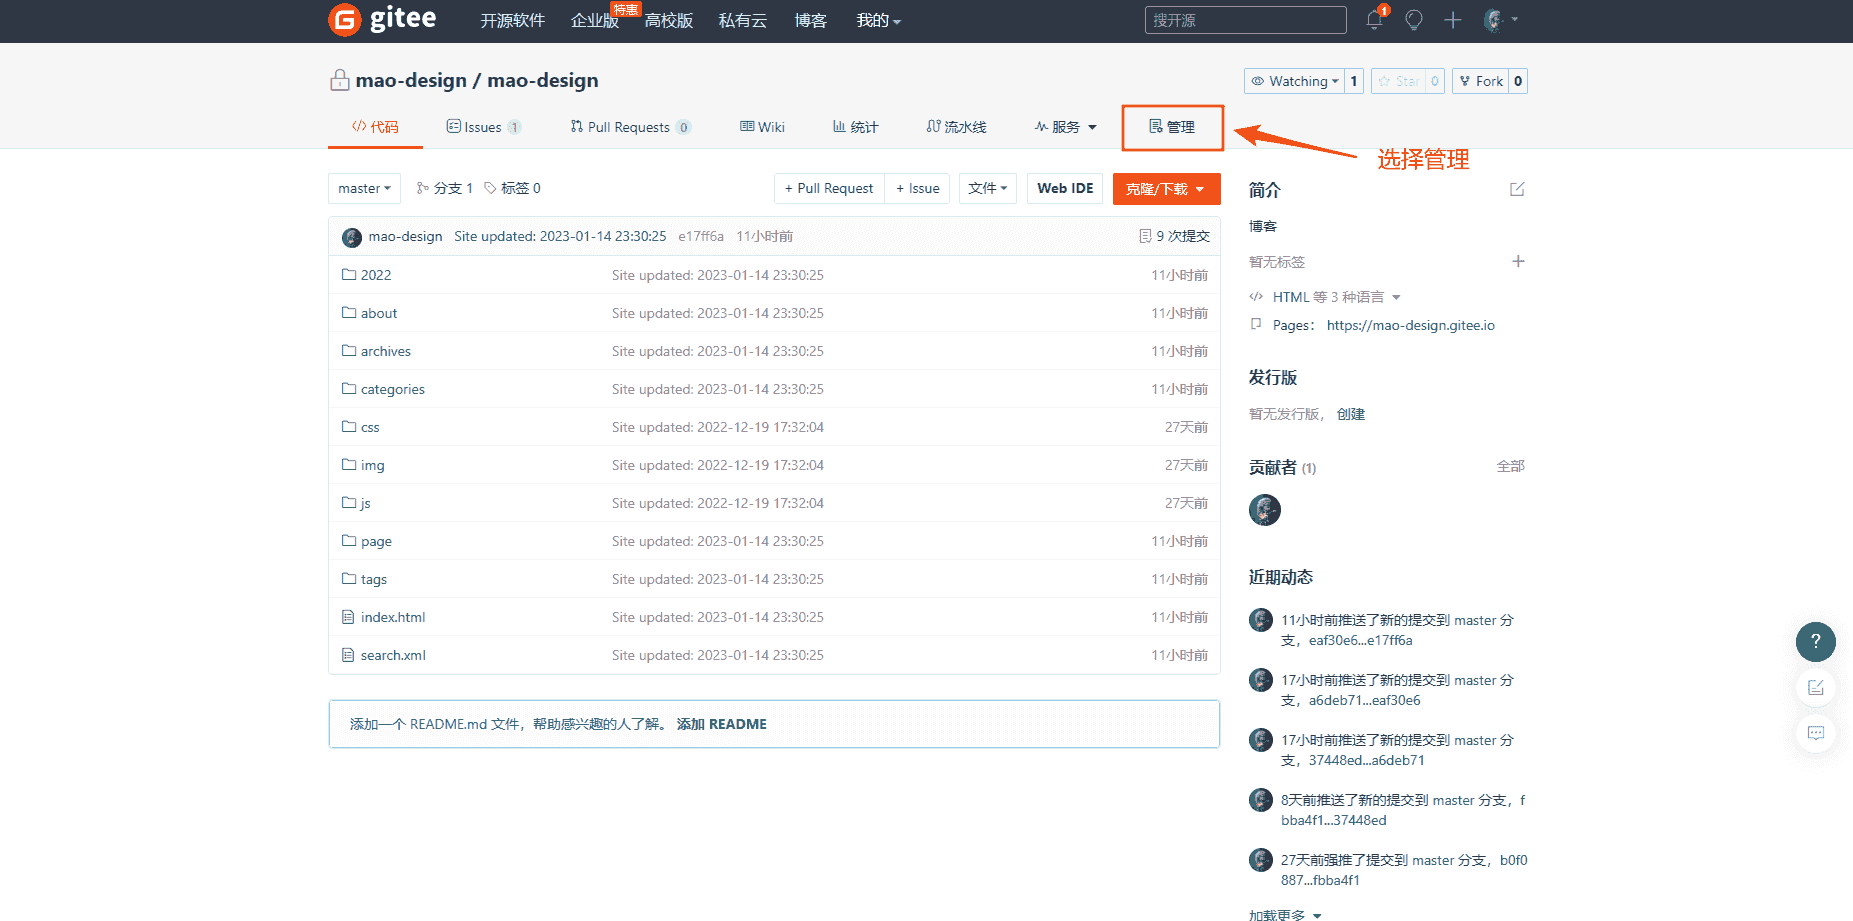 gitee 开源软件 企业版 特惠 高校版 私有云 博客 我的 搜开源 1
mao-design / mao-design
Watching 1 Star 0 Fork 0
代码 Issues 1 Pull Requests 0 Wiki 统计 流水线 服务 管理
选择管理
master 分支 1 标签 0 + Pull Request + Issue 文件 Web IDE 克隆/下载
mao-design Site updated: 2023-01-14 23:30:25 e17ff6a 11小时前 9 次提交
2022 Site updated: 2023-01-14 23:30:25 11小时前
about Site updated: 2023-01-14 23:30:25 11小时前
archives Site updated: 2023-01-14 23:30:25 11小时前
categories Site updated: 2023-01-14 23:30:25 11小时前
css Site updated: 2022-12-19 17:32:04 27天前
img Site updated: 2022-12-19 17:32:04 27天前
js Site updated: 2022-12-19 17:32:04 27天前
page Site updated: 2023-01-14 23:30:25 11小时前
tags Site updated: 2023-01-14 23:30:25 11小时前
index.html Site updated: 2023-01-14 23:30:25 11小时前
search.xml Site updated: 2023-01-14 23:30:25 11小时前
添加一个 README.md 文件，帮助感兴趣的人了解。 添加 README
简介
博客
暂无标签
HTML 等 3 种语言
Pages： https://mao-design.gitee.io
发行版
暂无发行版， 创建
贡献者 (1) 全部
近期动态
11小时前推送了新的提交到 master 分
支，eaf30e6...e17ff6a
17小时前推送了新的提交到 master 分
支，a6deb71...eaf30e6
17小时前推送了新的提交到 master 分
支，37448ed...a6deb71
8天前推送了新的提交到 master 分支，f
bba4f1...37448ed
27天前强推了提交到 master 分支，b0f0
887...fbba4f1
加载更多
?